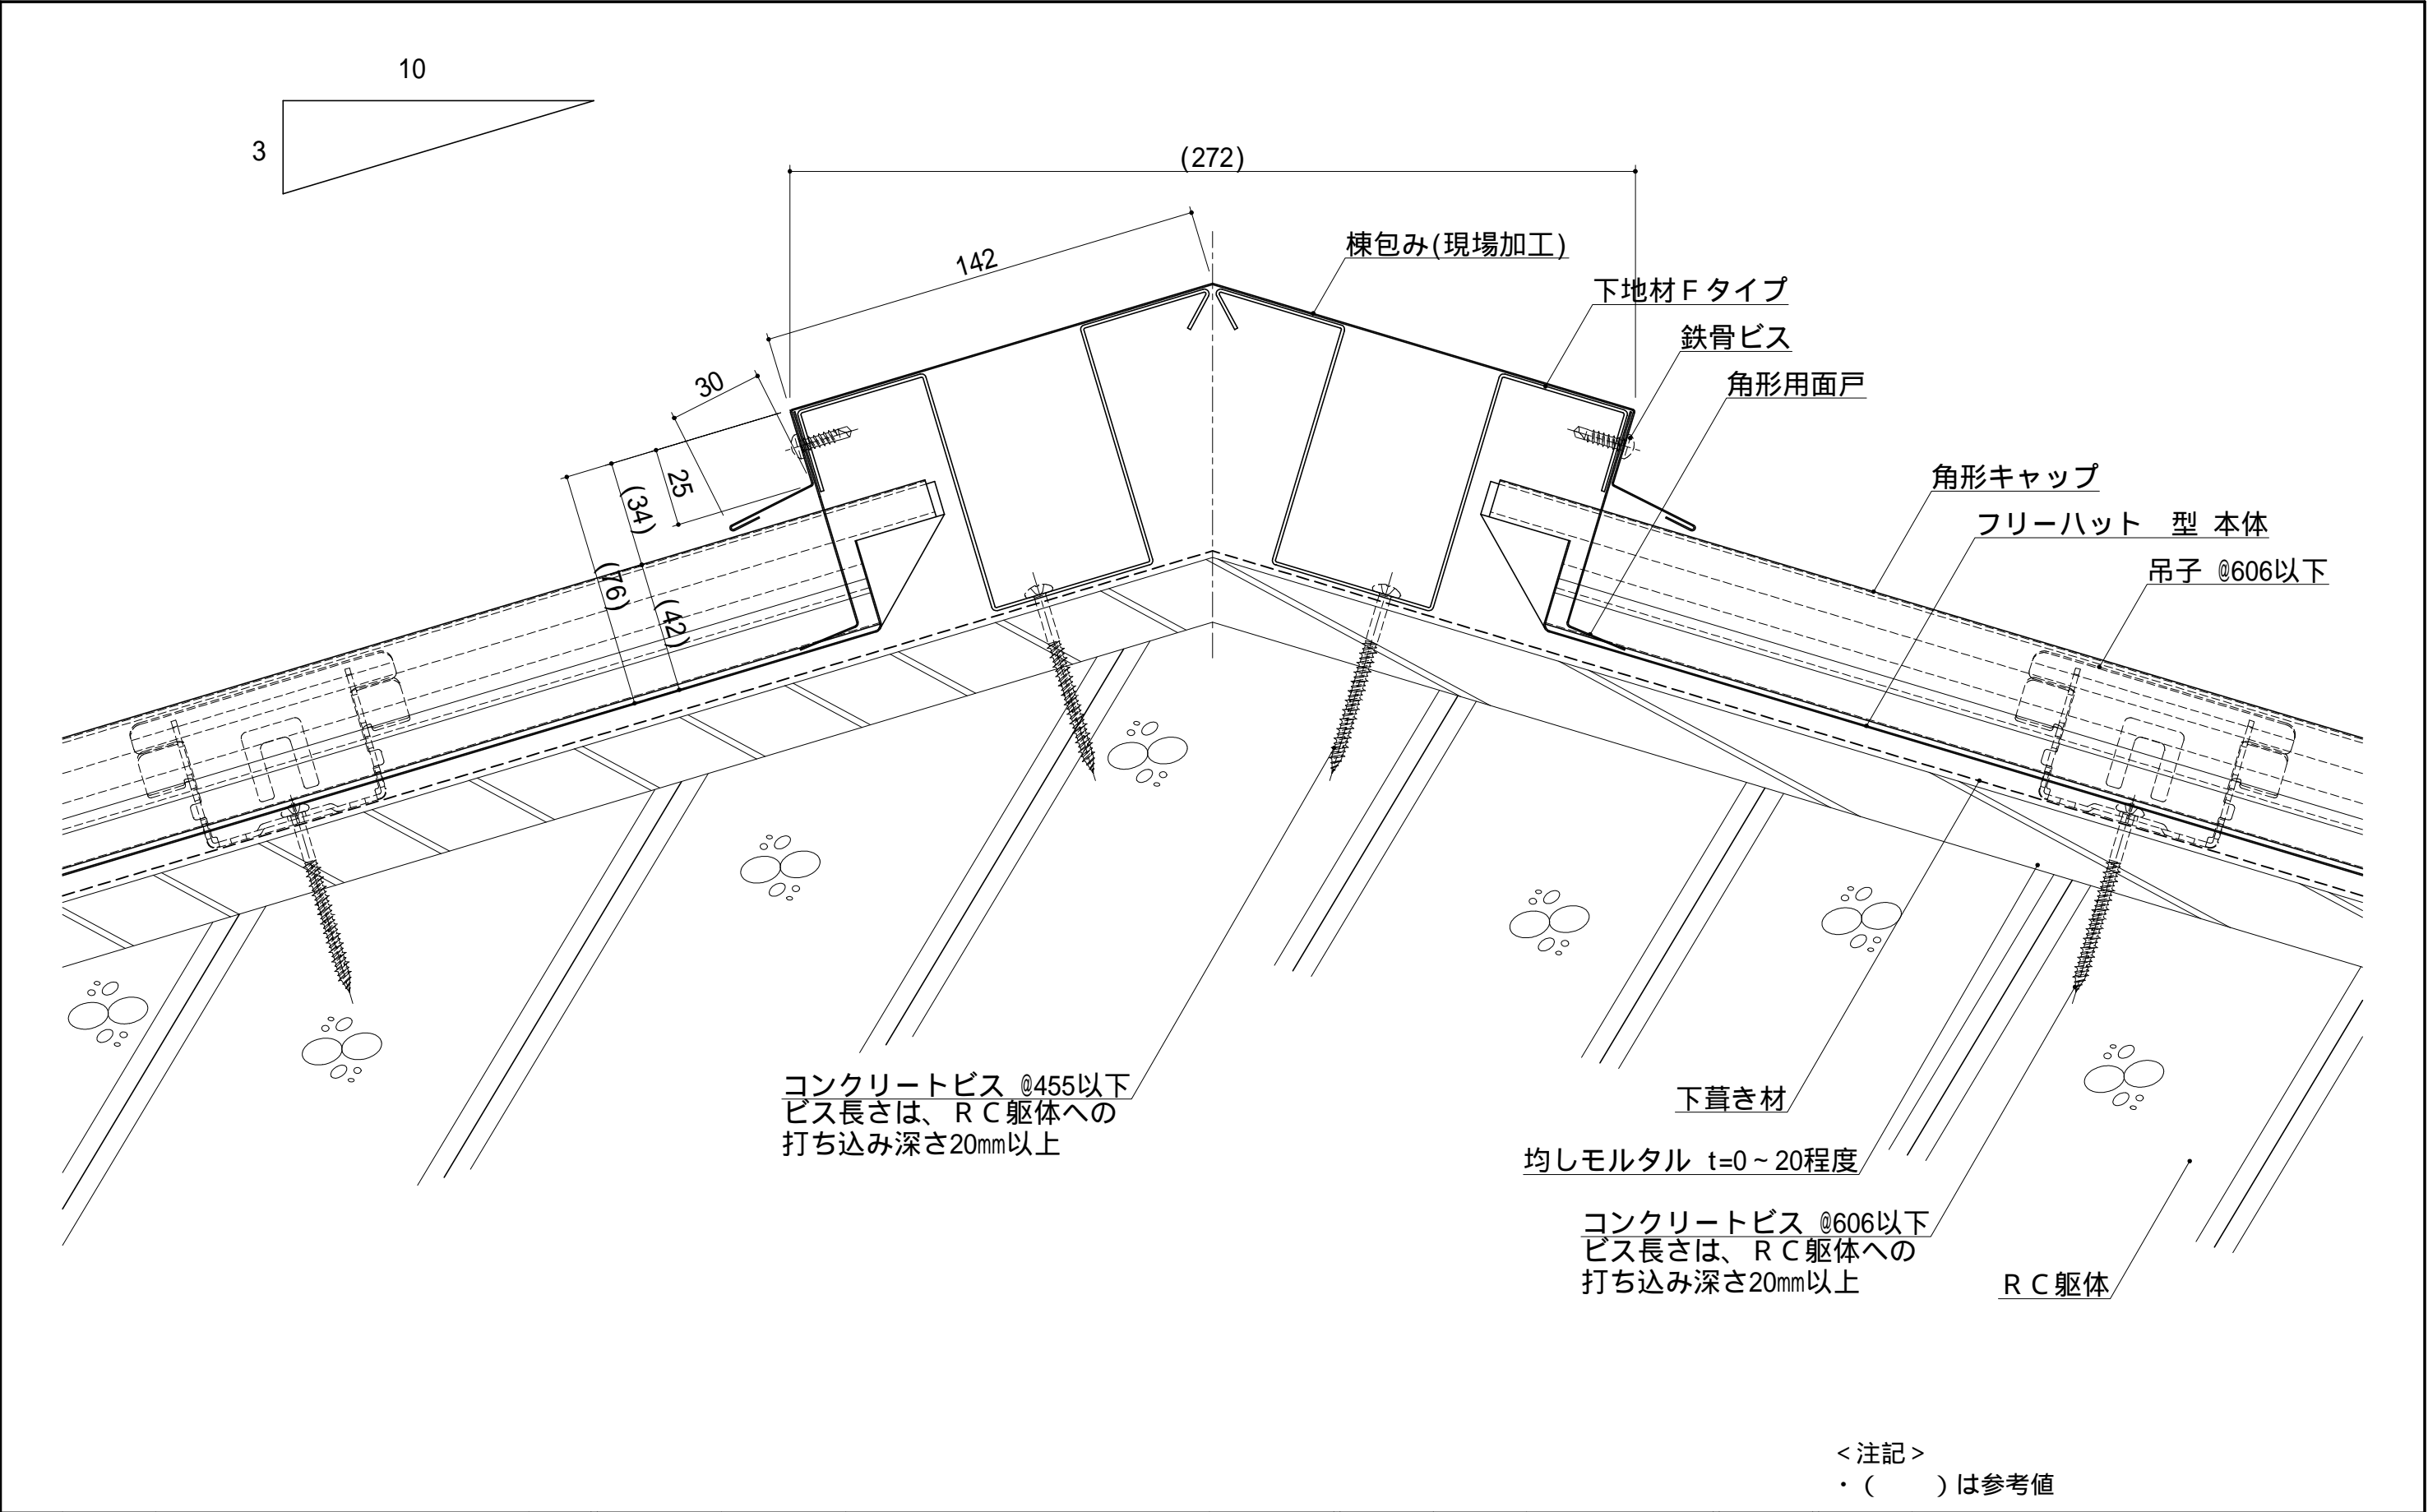 10
3
(272)
142
30
25
(34)
(76)
(42)
棟包み(現場加工)
下地材Ｆタイプ
鉄骨ビス
角形用面戸
角形キャップ
フリーハット　型 本体
吊子 @606以下
コンクリートビス @455以下
ビス長さは、ＲＣ躯体への
打ち込み深さ20㎜以上
下葺き材
均しモルタル t=0～20程度
コンクリートビス @606以下
ビス長さは、ＲＣ躯体への
打ち込み深さ20㎜以上
ＲＣ躯体
＜注記＞
・（　　）は参考値